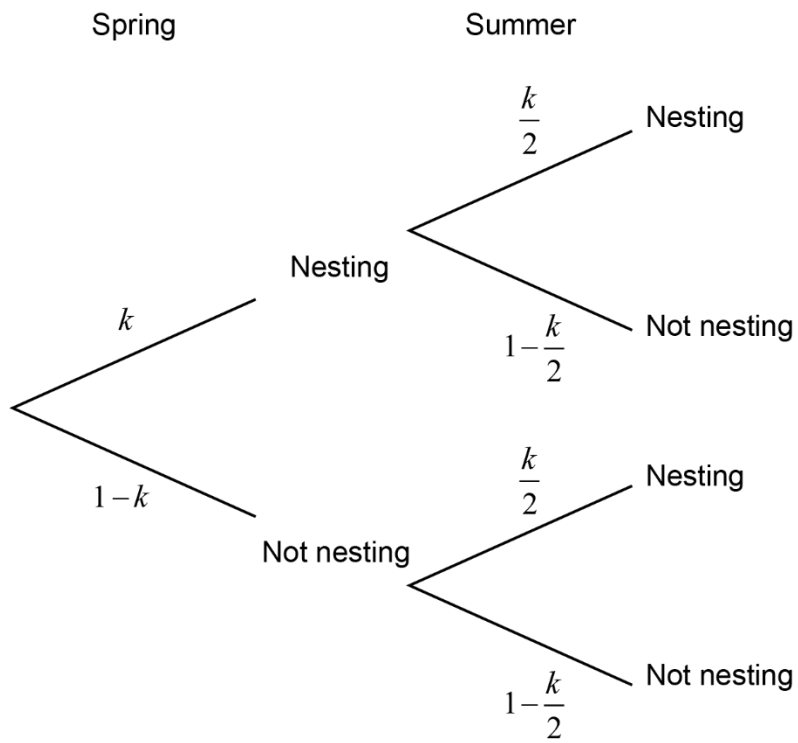 Spring Summer
k/2
Nesting
Nesting
k
1−k/2
Not nesting
1−k
k/2
Nesting
Not nesting
1−k/2
Not nesting